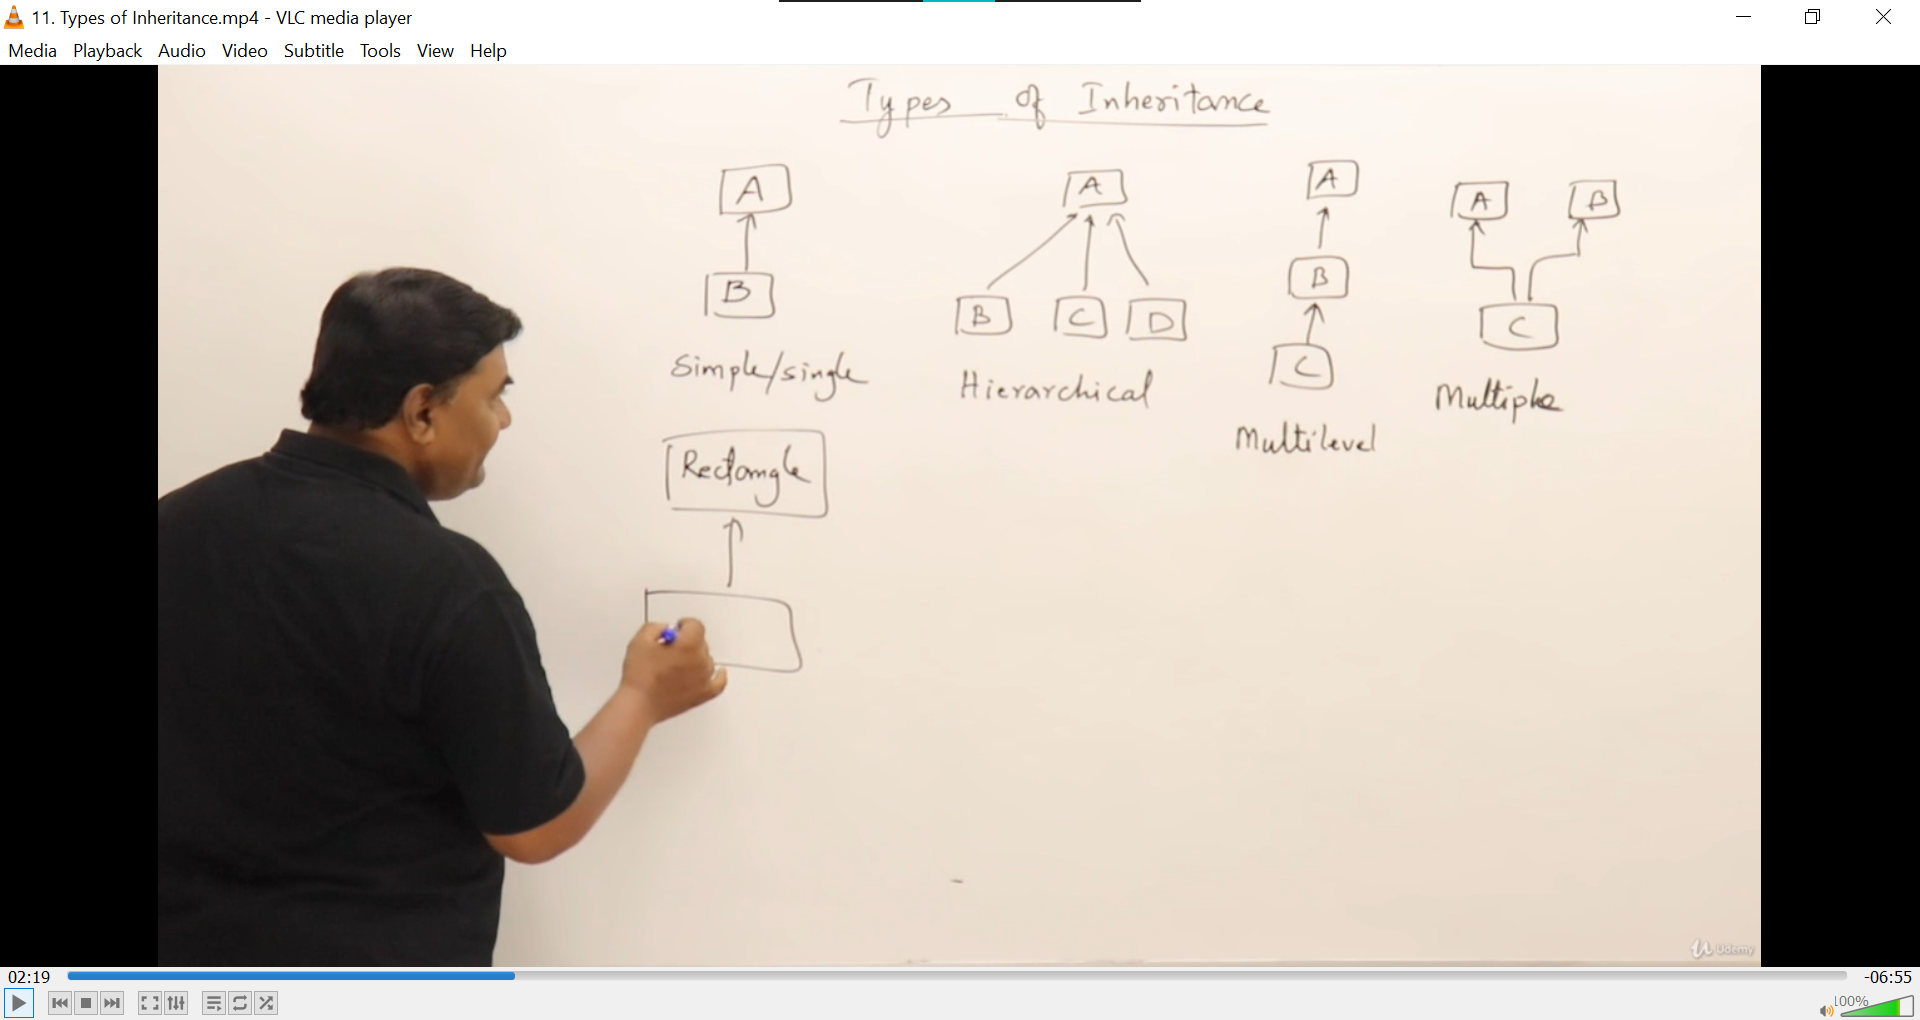 11. Types of Inheritance.mp4 - VLC media player
Media Playback Audio Video Subtitle Tools View Help
Types of Inheritance
A
B
Simple/single
A
B C D
Hierarchical
A
B
C
Multilevel
A B
C
Multiple
Rectangle
Udemy
02:19
-06:55
100%